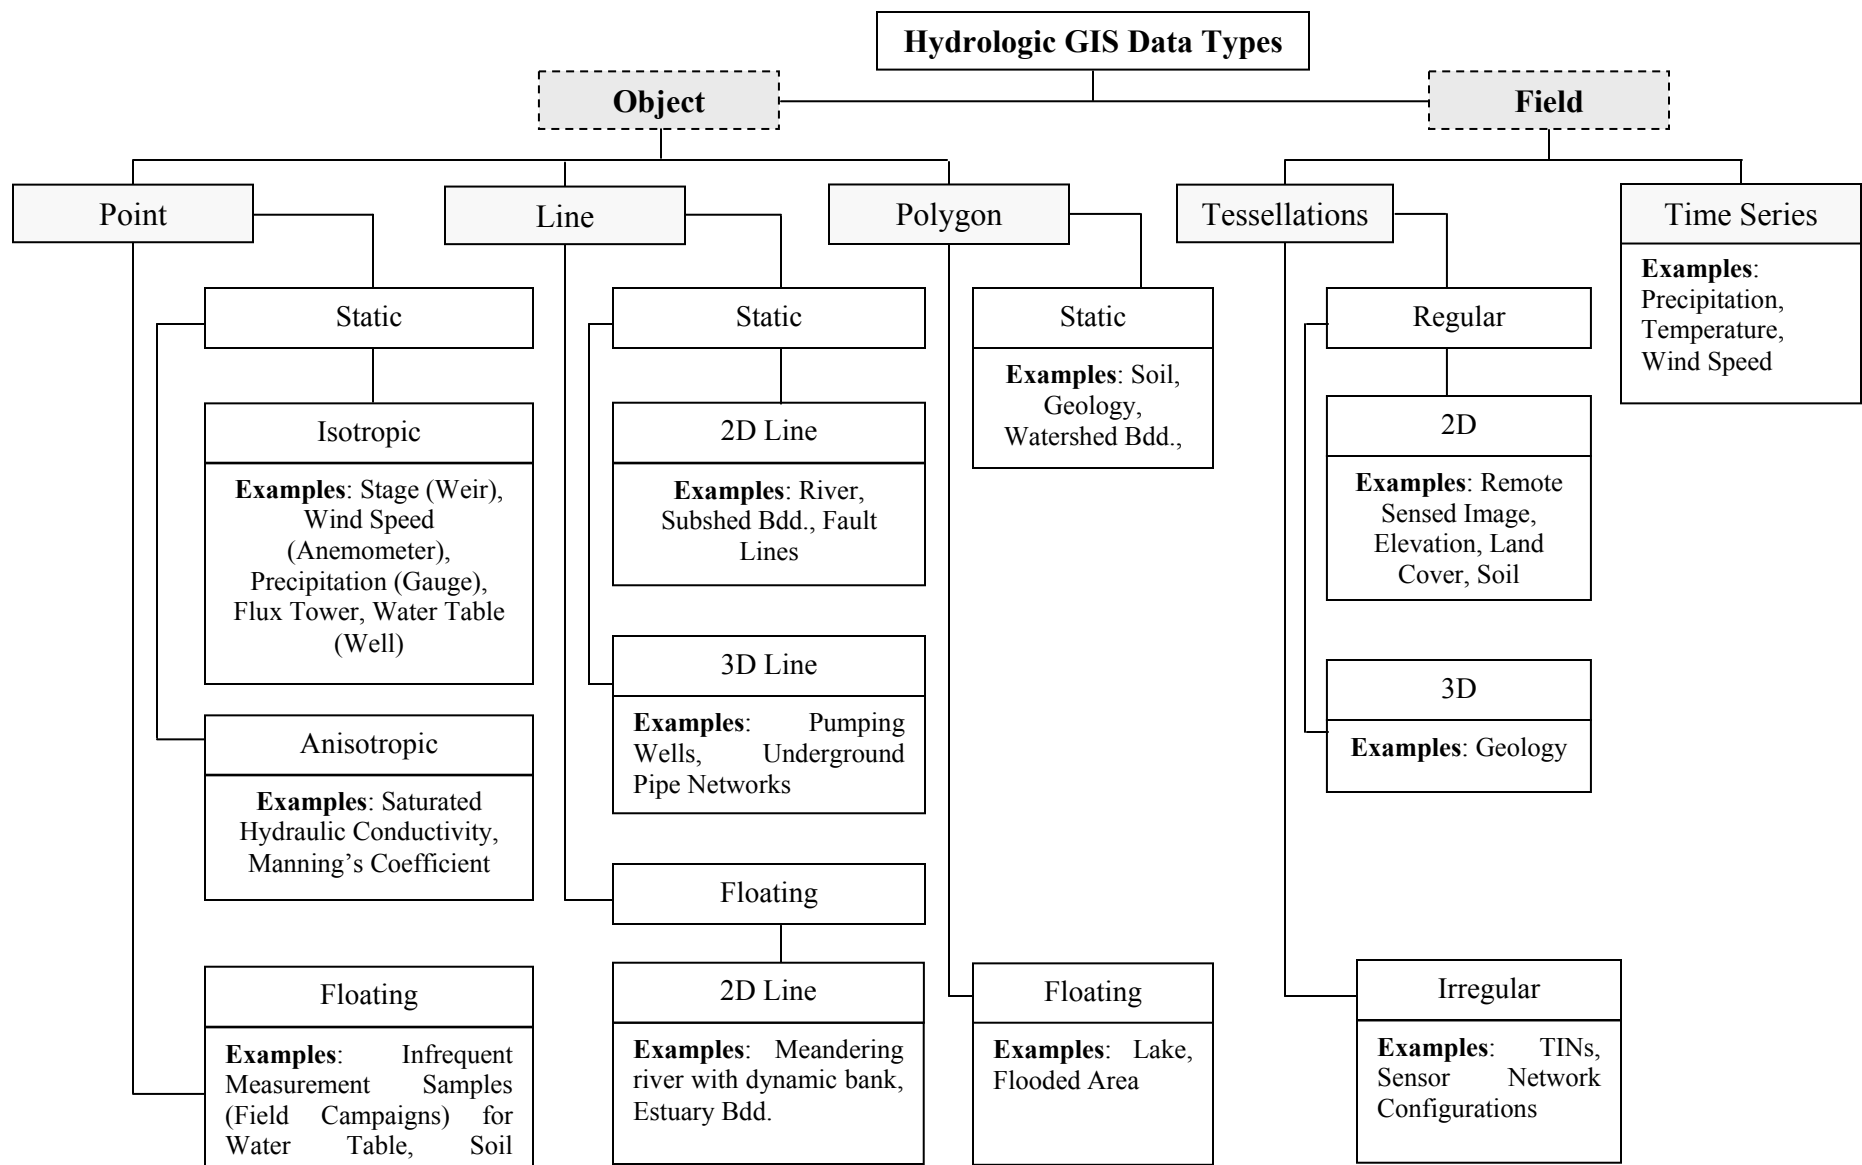 Hydrologic GIS Data Types
Object
Field
Point
Line
Polygon
Tessellations
Time Series
Examples:
Precipitation,
Temperature,
Wind Speed
Static
Static
Static
Examples: Soil,
Geology,
Watershed Bdd.,
Regular
Isotropic
Examples: Stage (Weir),
Wind Speed
(Anemometer),
Precipitation (Gauge),
Flux Tower, Water Table
(Well)
2D Line
Examples: River,
Subshed Bdd., Fault
Lines
2D
Examples: Remote
Sensed Image,
Elevation, Land
Cover, Soil
3D Line
Examples: Pumping
Wells, Underground
Pipe Networks
3D
Examples: Geology
Anisotropic
Examples: Saturated
Hydraulic Conductivity,
Manning’s Coefficient
Floating
Floating
Examples: Infrequent
Measurement Samples
(Field Campaigns) for
Water Table, Soil
2D Line
Examples: Meandering
river with dynamic bank,
Estuary Bdd.
Floating
Examples: Lake,
Flooded Area
Irregular
Examples: TINs,
Sensor Network
Configurations